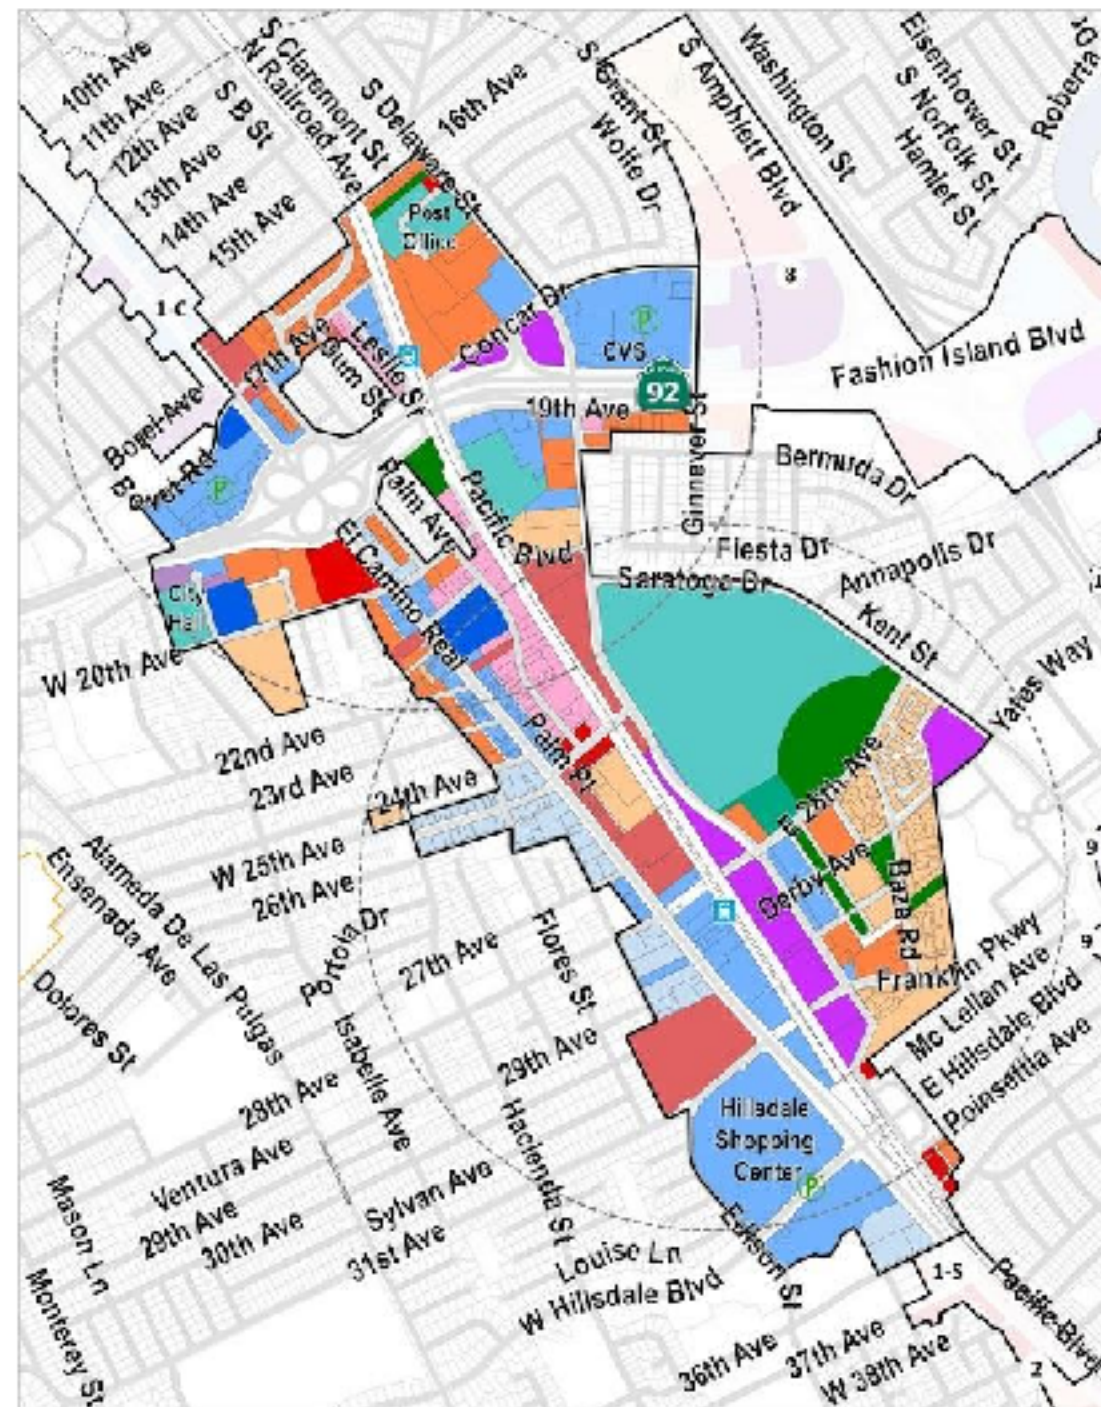 10th Ave
11th Ave
12th Ave
13th Ave
14th Ave
15th Ave
S B St
N Railroad Ave
S Claremont St
S Delaware St
16th Ave
S Grant St
Wolfe Dr
S Amphlett Blvd
Washington St
Eisenhower St
S Norfolk St
Hamlet St
Roberta
Post
Office
8
1-C
17th Ave
Leslie St
Concar Dr
CVS
P
92
Fashion Island Blvd
19th Ave
Ginnever St
Bermuda Dr
Bovet Rd
P
Palm Ave
Pacific Blvd
Fiesta Dr
Saratoga Dr
Annapolis Dr
Kent St
Yates Way
El Camino Real
City
Hall
W 20th Ave
22nd Ave
23rd Ave
24th Ave
Palm Pl
E 28th Ave
Derby Ave
Baze Rd
Franklin Pkwy
Mc Lellan Ave
E Hillsdale Blvd
Poinsettia Ave
9
9
W 25th Ave
26th Ave
Alameda De Las Pulgas
Ensenada Ave
Dolores St
Portola Dr
27th Ave
Flores St
Isabelle Ave
28th Ave
29th Ave
Hacienda St
Hillsdale
Shopping
Center
P
Ventura Ave
29th Ave
30th Ave
Sylvan Ave
31st Ave
Mason Ln
Monterey St
Louise Ln
W Hillsdale Blvd
Edison St
1-S
Pacific Blvd
36th Ave
37th Ave
W 38th Ave
2